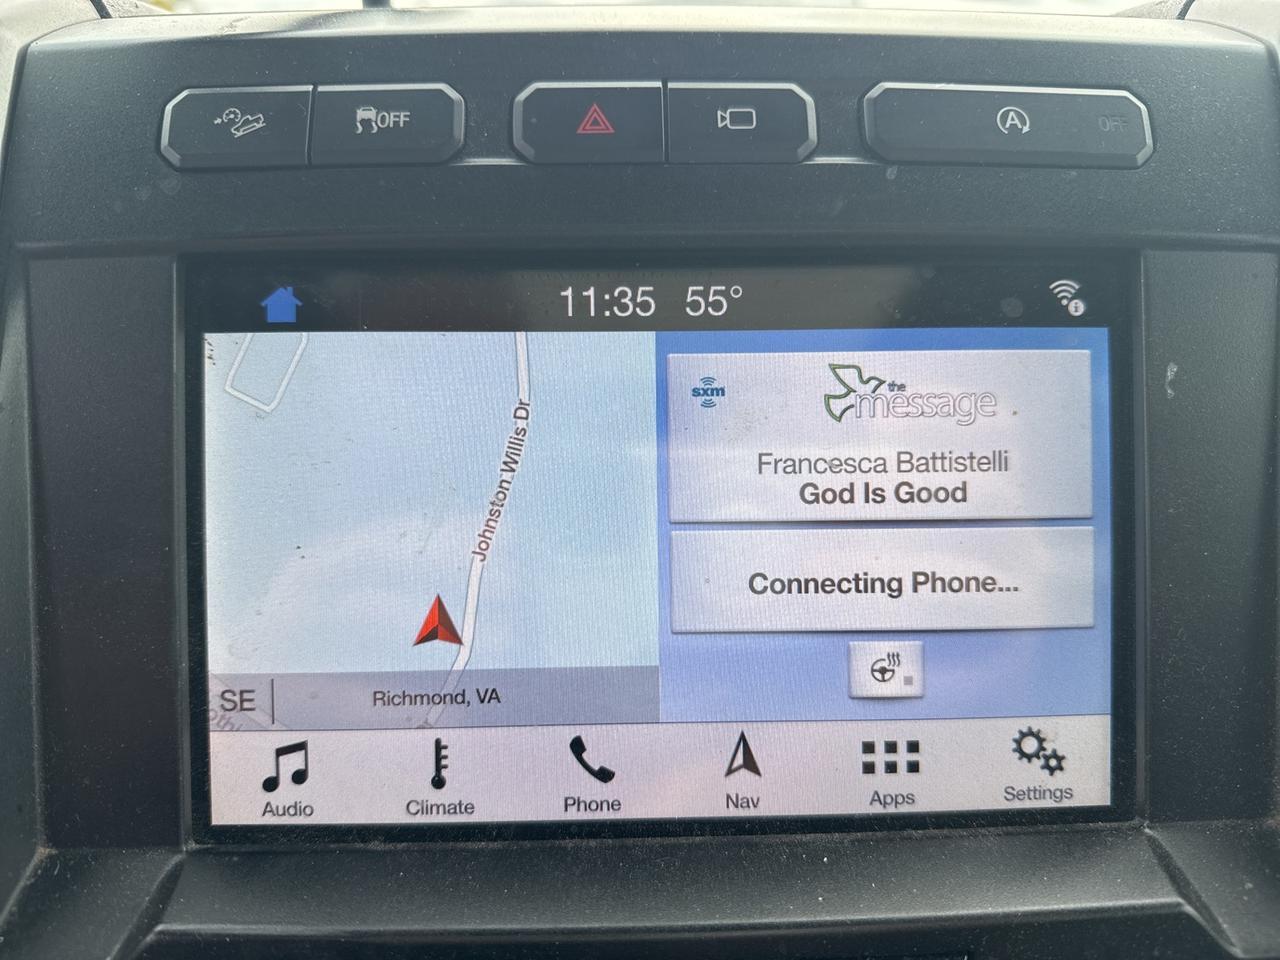 OFF
A
OFF
11:35 55°
Johnston Willis Dr
SE
Richmond, VA
sxm
the
message
Francesca Battistelli
God Is Good
Connecting Phone...
Audio
Climate
Phone
Nav
Apps
Settings